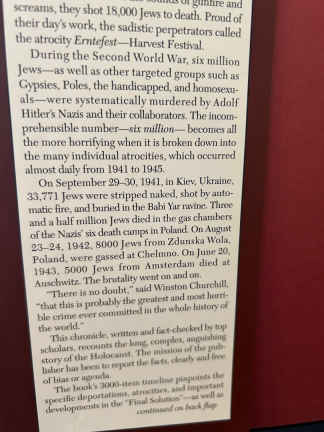 sounds of gunfire and
screams, they shot 18,000 Jews to death. Proud of
their day's work, the sadistic perpetrators called
the atrocity Erntefest—Harvest Festival.
During the Second World War, six million
Jews—as well as other targeted groups such as
Gypsies, Poles, the handicapped, and homosexu-
als—were systematically murdered by Adolf
Hitler's Nazis and their collaborators. The incom-
prehensible number—six million—becomes all
the more horrifying when it is broken down into
the many individual atrocities, which occurred
almost daily from 1941 to 1945.
On September 29–30, 1941, in Kiev, Ukraine,
33,771 Jews were stripped naked, shot by auto-
matic fire, and buried in the Babi Yar ravine. Three
and a half million Jews died in the gas chambers
of the Nazis' six death camps in Poland. On August
23–24, 1942, 8000 Jews from Zdunska Wola,
Poland, were gassed at Chelmno. On June 20,
1943, 5000 Jews from Amsterdam died at
Auschwitz. The brutality went on and on.
"There is no doubt," said Winston Churchill,
"that this is probably the greatest and most horri-
ble crime ever committed in the whole history of
the world."
This chronicle, written and fact-checked by top
scholars, recounts the long, complex, anguishing
story of the Holocaust. The mission of the pub-
lisher has been to report the facts, clearly and free
of bias or agenda.
The book's 3000-item timeline pinpoints the
specific deportations, atrocities, and important
developments in the "Final Solution"—as well as
continued on back flap